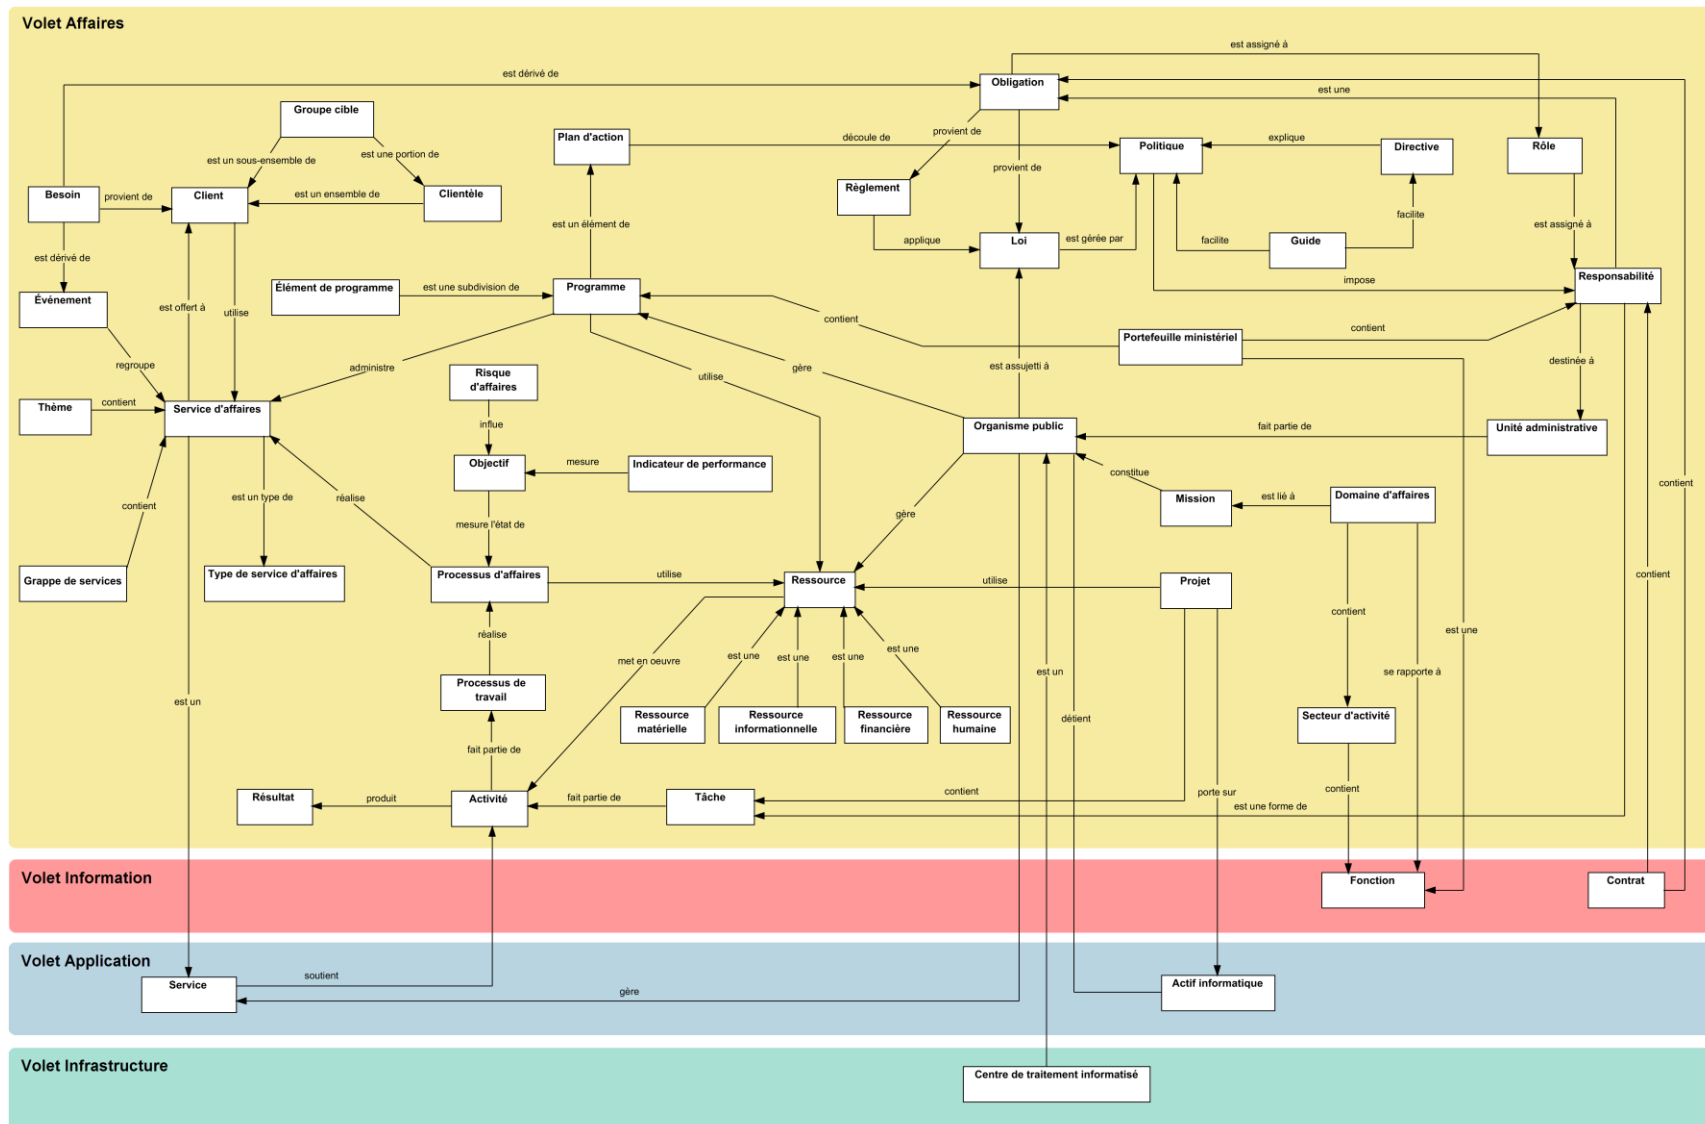 Volet Affaires
est assigné à
est dérivé de
Obligation
est une
Groupe cible
Plan d'action
découle de
provient de
Politique
explique
Directive
Rôle
est un sous-ensemble de
est une portion de
provient de
Besoin
provient de
Client
est un ensemble de
Clientèle
Règlement
facilite
est un élément de
est assigné à
applique
Loi
est gérée par
facilite
Guide
est dérivé de
Responsabilité
Élément de programme
est une subdivision de
Programme
impose
Événement
est offert à
utilise
contient
contient
Portefeuille ministériel
regroupe
administre
gère
est assujetti à
destinée à
Risque
d'affaires
utilise
Thème
contient
Service d'affaires
influe
Organisme public
fait partie de
Unité administrative
Objectif
mesure
Indicateur de performance
constitue
contient
est un type de
réalise
Mission
est lié à
Domaine d'affaires
contient
mesure l'état de
gère
Grappe de services
Type de service d'affaires
Processus d'affaires
utilise
Ressource
utilise
Projet
contient
contient
réalise
est une
met en oeuvre
est une
est une
est une
est une
est un
se rapporte à
Processus de
travail
est un
Ressource
matérielle
Ressource
informationnelle
Ressource
financière
Ressource
humaine
détient
Secteur d'activité
fait partie de
Résultat
produit
Activité
fait partie de
Tâche
contient
porte sur
contient
est une forme de
Volet Information
Fonction
Contrat
Volet Application
soutient
Service
gère
Actif informatique
Volet Infrastructure
Centre de traitement informatisé